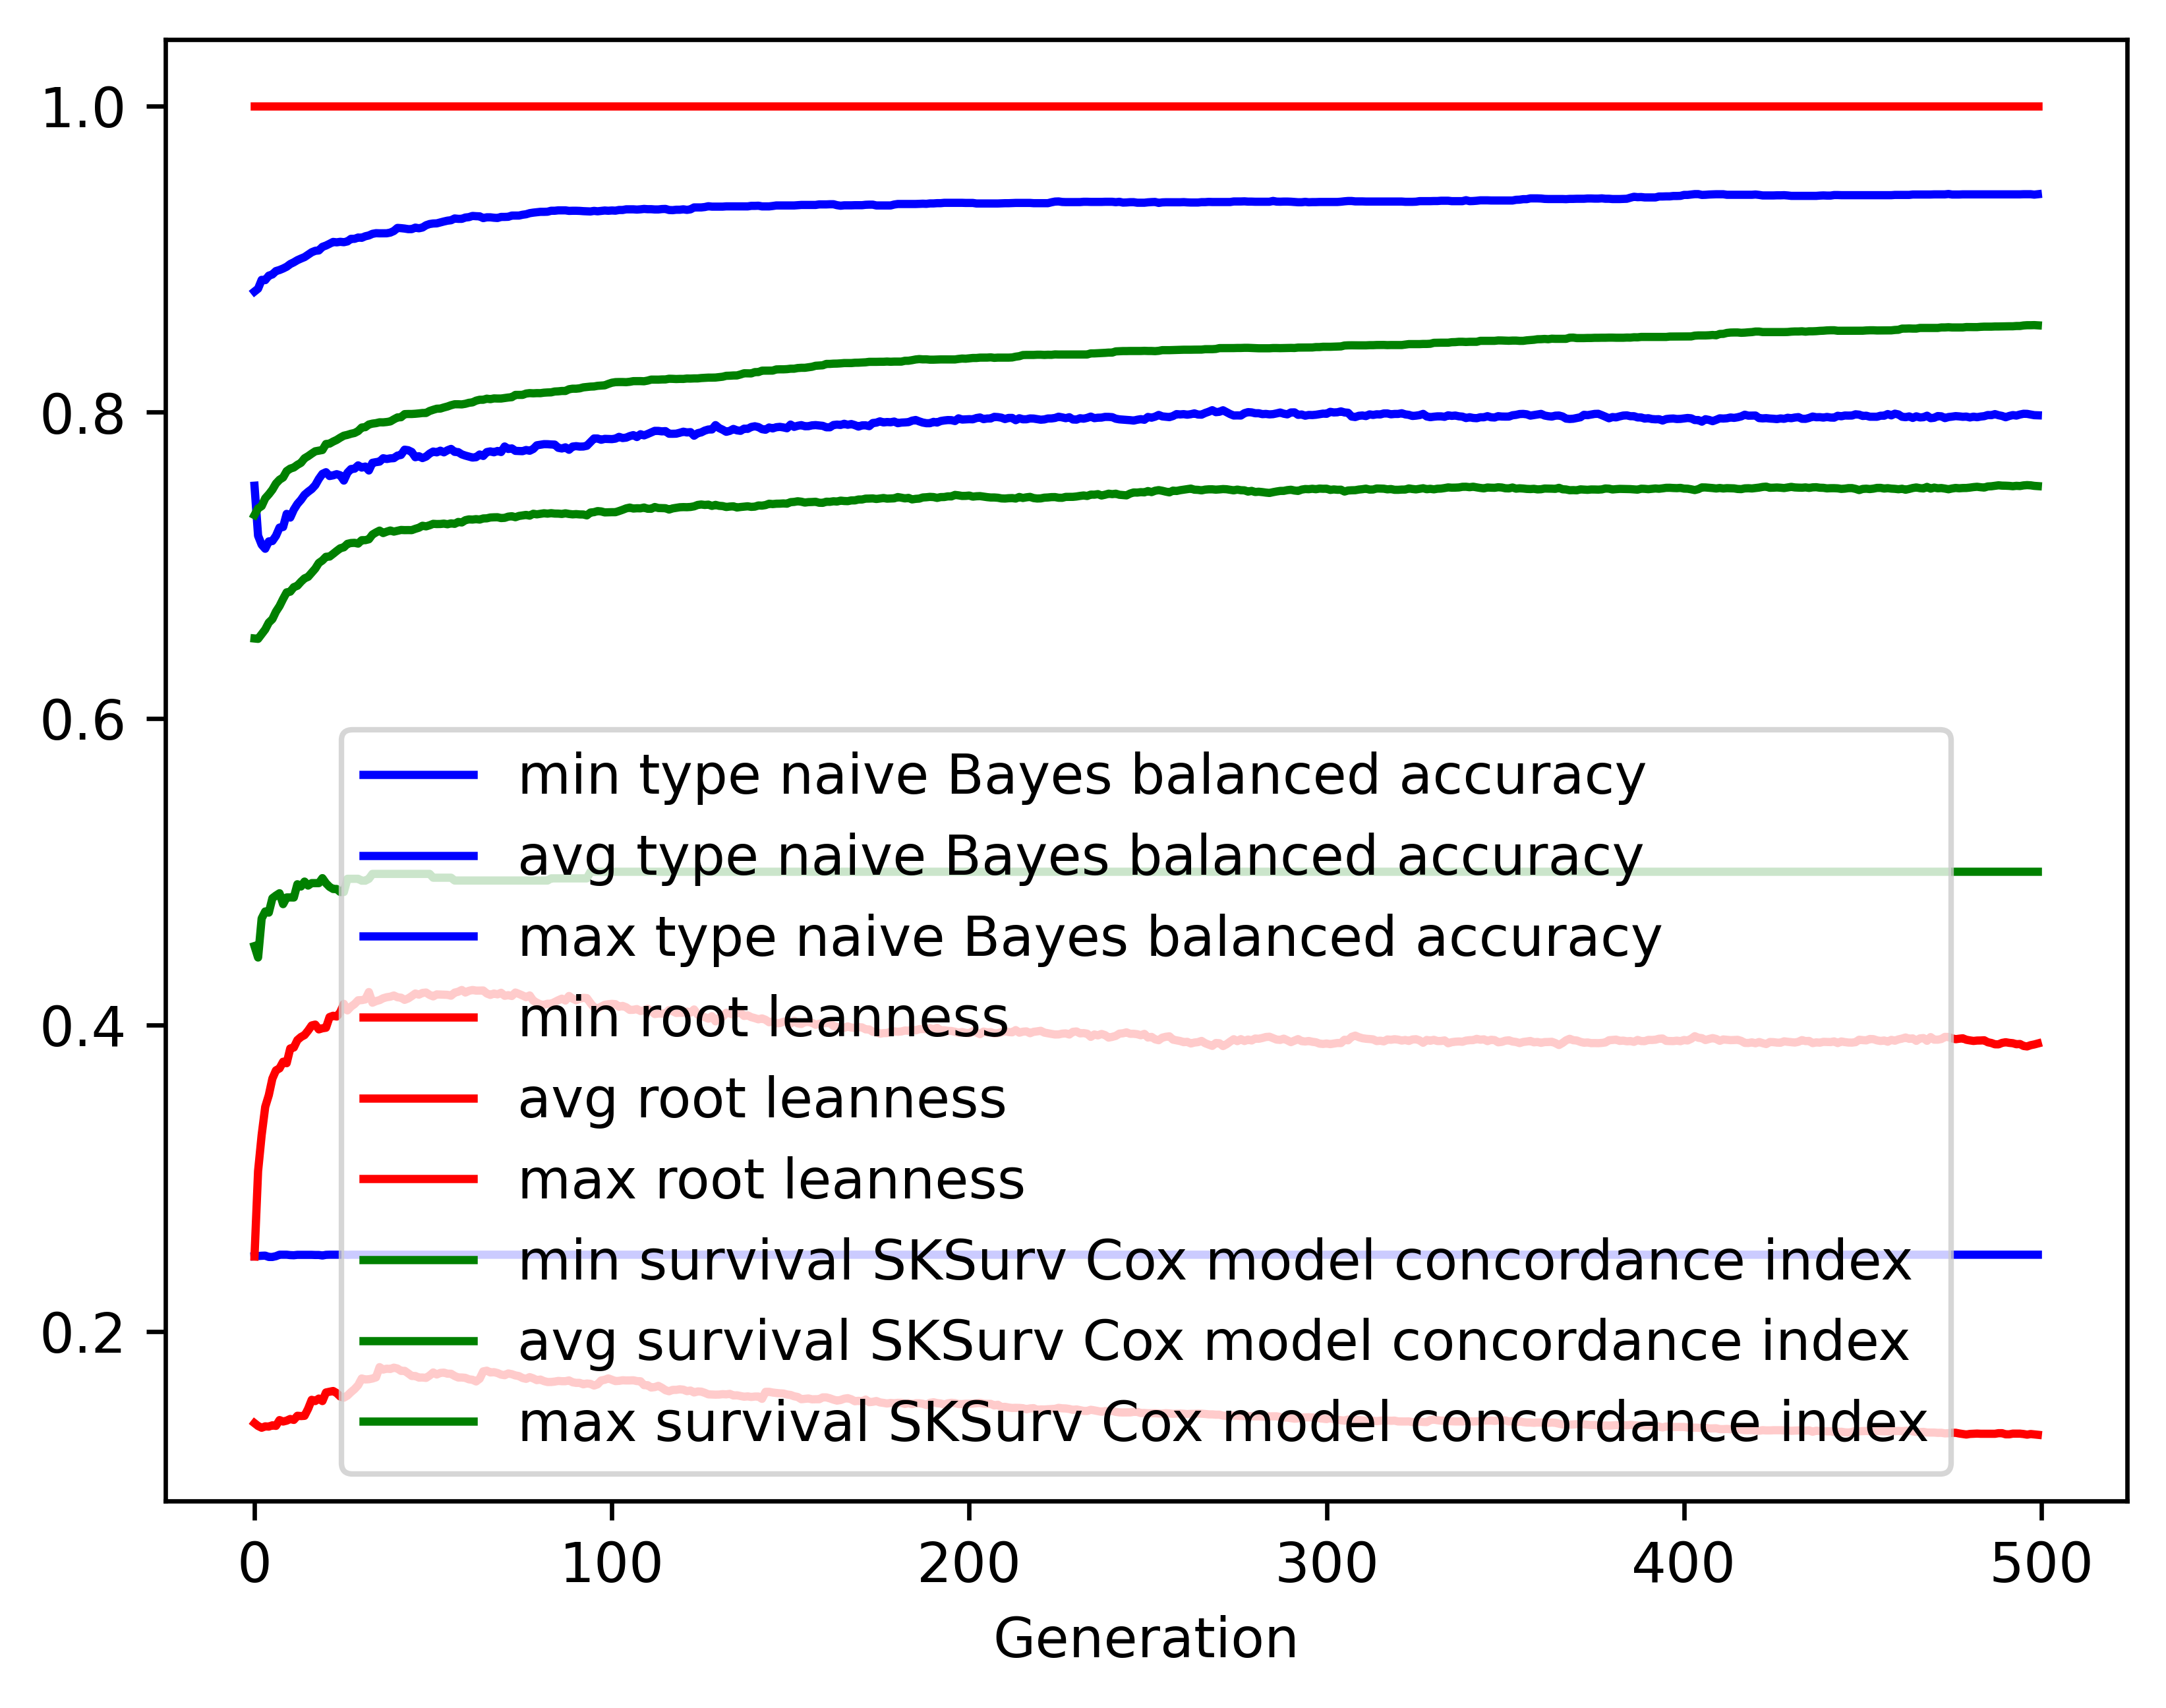 1.0
0.8
0.6
0.4
0.2
min type naive Bayes balanced accuracy
avg type naive Bayes balanced accuracy
max type naive Bayes balanced accuracy
min root leanness
avg root leanness
max root leanness
min survival SKSurv Cox model concordance index
avg survival SKSurv Cox model concordance index
max survival SKSurv Cox model concordance index
0 100 200 300 400 500
Generation